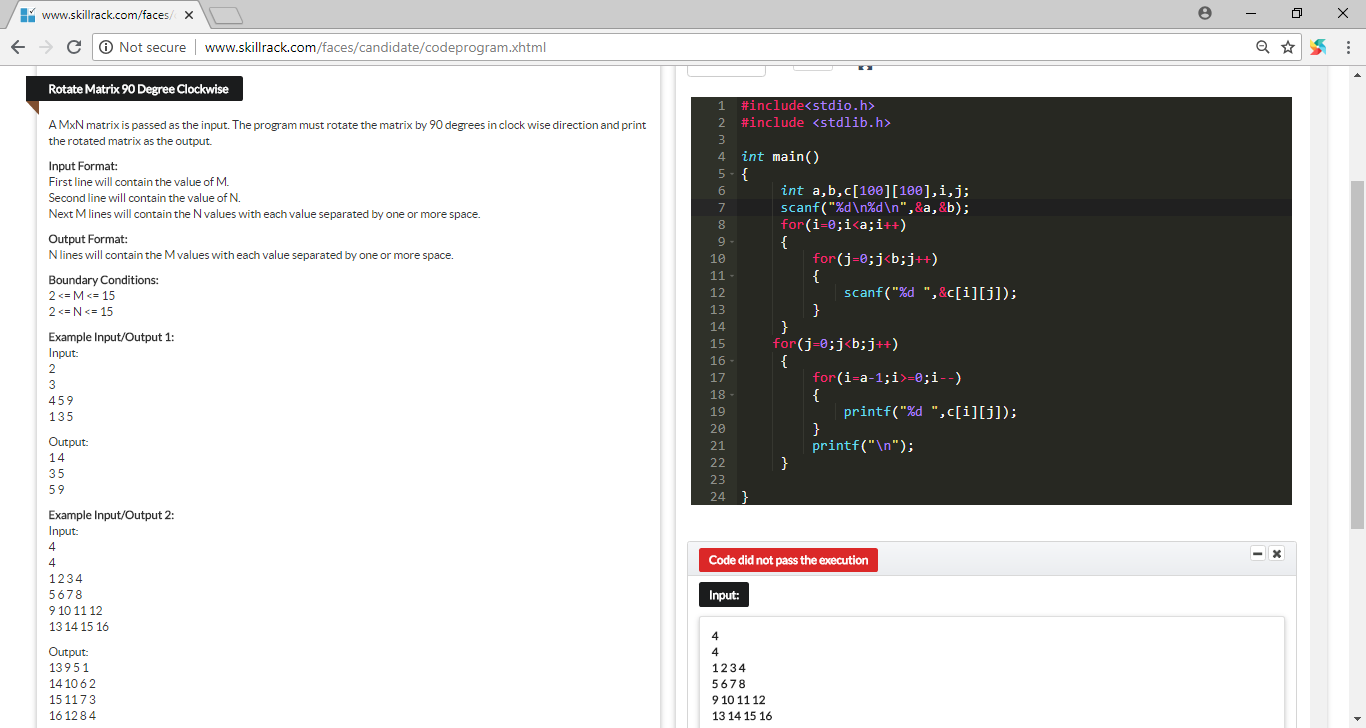 www.skillrack.com/faces/
Not secure
www.skillrack.com/faces/candidate/codeprogram.xhtml
Rotate Matrix 90 Degree Clockwise
A MxN matrix is passed as the input. The program must rotate the matrix by 90 degrees in clock wise direction and print
the rotated matrix as the output.
Input Format:
First line will contain the value of M.
Second line will contain the value of N.
Next M lines will contain the N values with each value separated by one or more space.
Output Format:
N lines will contain the M values with each value separated by one or more space.
Boundary Conditions:
2 <= M <= 15
2 <= N <= 15
Example Input/Output 1:
Input:
2
3
4 5 9
1 3 5
Output:
1 4
3 5
5 9
Example Input/Output 2:
Input:
4
4
1 2 3 4
5 6 7 8
9 10 11 12
13 14 15 16
Output:
13 9 5 1
14 10 6 2
15 11 7 3
16 12 8 4
1 #include<stdio.h>
2 #include <stdlib.h>
3
4 int main()
5 {
6 int a,b,c[100][100],i,j;
7 scanf("%d\n%d\n",&a,&b);
8 for(i=0;i<a;i++)
9 {
10 for(j=0;j<b;j++)
11 {
12 scanf("%d ",&c[i][j]);
13 }
14 }
15 for(j=0;j<b;j++)
16 {
17 for(i=a-1;i>=0;i--)
18 {
19 printf("%d ",c[i][j]);
20 }
21 printf("\n");
22 }
23
24 }
Code did not pass the execution
Input:
4
4
1 2 3 4
5 6 7 8
9 10 11 12
13 14 15 16